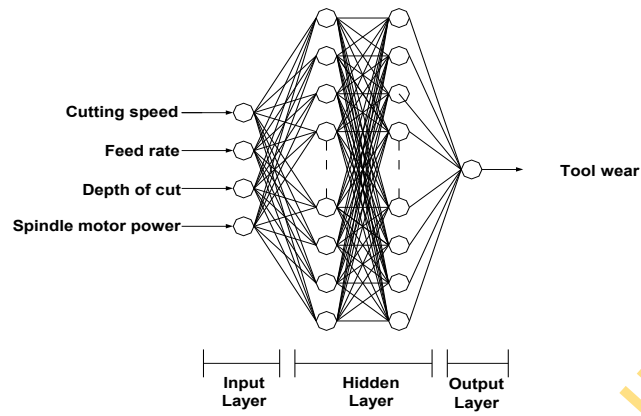 Cutting speed
Feed rate
Depth of cut
Spindle motor power
Tool wear
Input
Layer
Hidden
Layer
Output
Layer